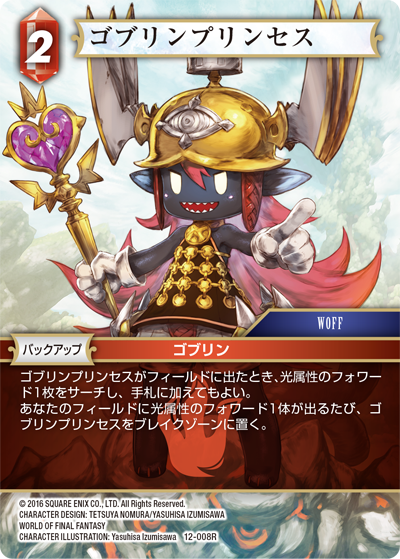 2
ゴブリンプリンセス
WOFF
バックアップ
ゴブリン
ゴブリンプリンセスがフィールドに出たとき、光属性のフォワー
ド1枚をサーチし、手札に加えてもよい。
あなたのフィールドに光属性のフォワード1体が出るたび、ゴ
ブリンプリンセスをブレイクゾーンに置く。
© 2016 SQUARE ENIX CO., LTD. All Rights Reserved.
CHARACTER DESIGN: TETSUYA NOMURA/YASUHISA IZUMISAWA
WORLD OF FINAL FANTASY
CHARACTER ILLUSTRATION: Yasuhisa Izumisawa 12-008R